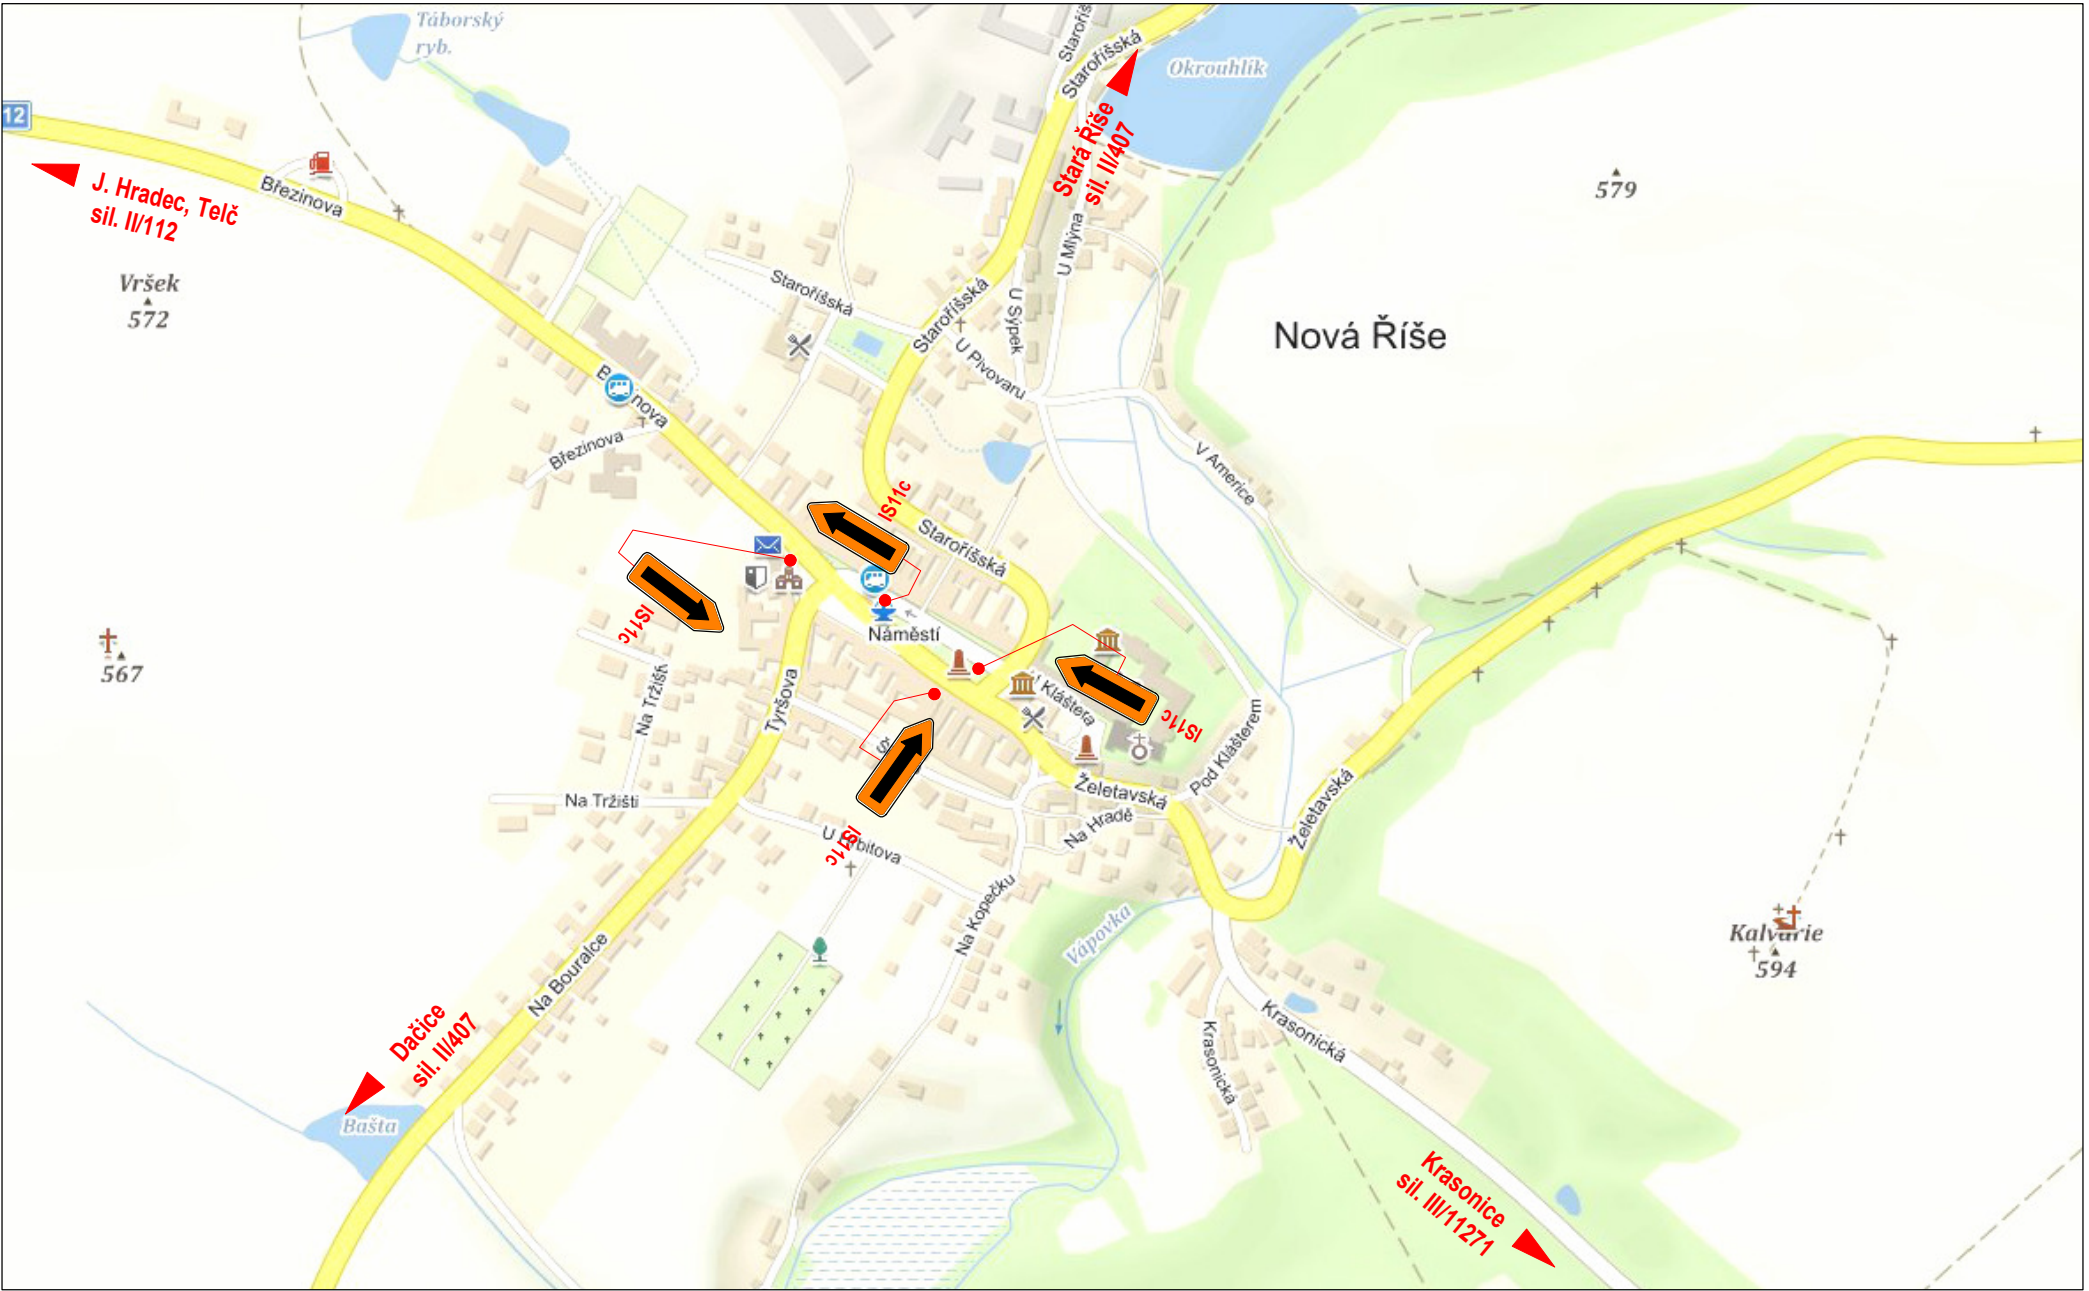 Táborský
ryb.
Starořišská
Okrouhlík
12
Stará Říše
sil. II/407
J. Hradec, Telč
sil. II/112
Březinova
579
U Mlýna
Vršek
572
Starořišská
Starořišská
U Sýpek
Nová Říše
U Pivovaru
Březinova
V Americe
IS11c
Starořišská
IS11c
Náměstí
567
Na Tržišti
Tyršova
U Kláštera
IS11c
Pod Klášterem
Na Tržišti
Želetavská
Želetavská
Na Hradě
IS11c
Na Kopečku
Vápovka
Kalvarie
594
Na Bouralce
Dačice
sil. II/407
Krasonická
Krasonická
Bašta
Krasonice
sil. III/11271